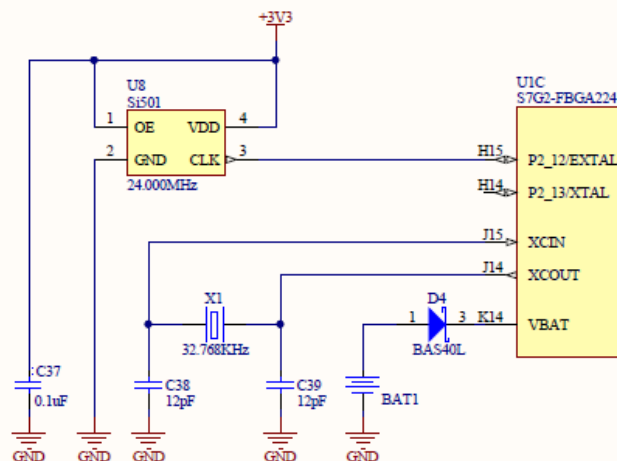 +3V3
U8
Si501
1 OE VDD 4
2 GND CLK 3
24.000MHz
U1C
S7G2-FBGA224
H15 P2_12/EXTAL
H14 P2_13/XTAL
J15 XCIN
J14 XCOUT
X1
32.768KHz
D4
1 3 K14 VBAT
BAS40L
C37
0.1uF
C38
12pF
C39
12pF
BAT1
GND GND GND GND GND